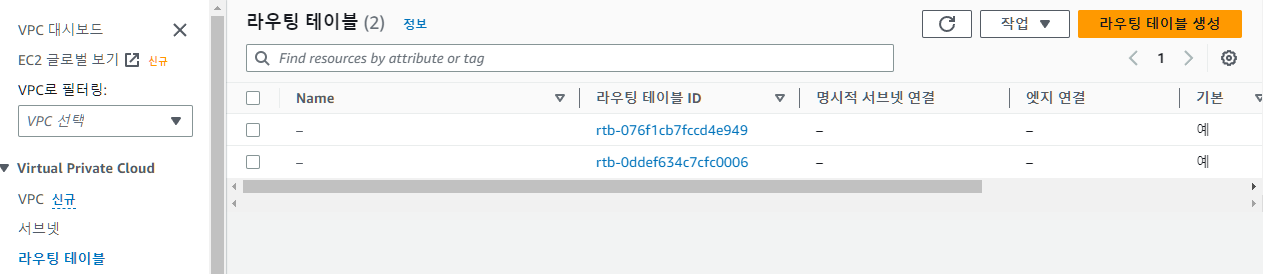 VPC 대시보드
EC2 글로벌 보기 신규
VPC로 필터링:
VPC 선택
Virtual Private Cloud
VPC 신규
서브넷
라우팅 테이블
라우팅 테이블 (2) 정보
작업
라우팅 테이블 생성
Find resources by attribute or tag
1
Name 라우팅 테이블 ID 명시적 서브넷 연결 엣지 연결 기본
– rtb-076f1cb7fccd4e949 – – 예
– rtb-0ddef634c7cfc0006 – – 예